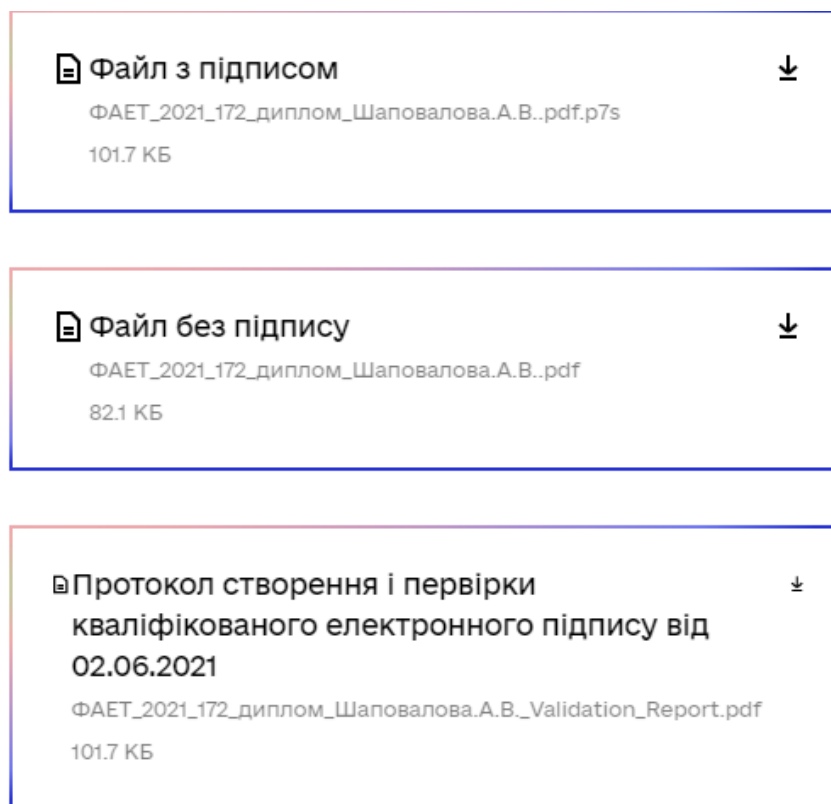 Файл з підписом
ФАЕТ_2021_172_диплом_Шаповалова.А.В..pdf.p7s
101.7 КБ
Файл без підпису
ФАЕТ_2021_172_диплом_Шаповалова.А.В..pdf
82.1 КБ
Протокол створення і первірки
кваліфікованого електронного підпису від
02.06.2021
ФАЕТ_2021_172_диплом_Шаповалова.А.В._Validation_Report.pdf
101.7 КБ